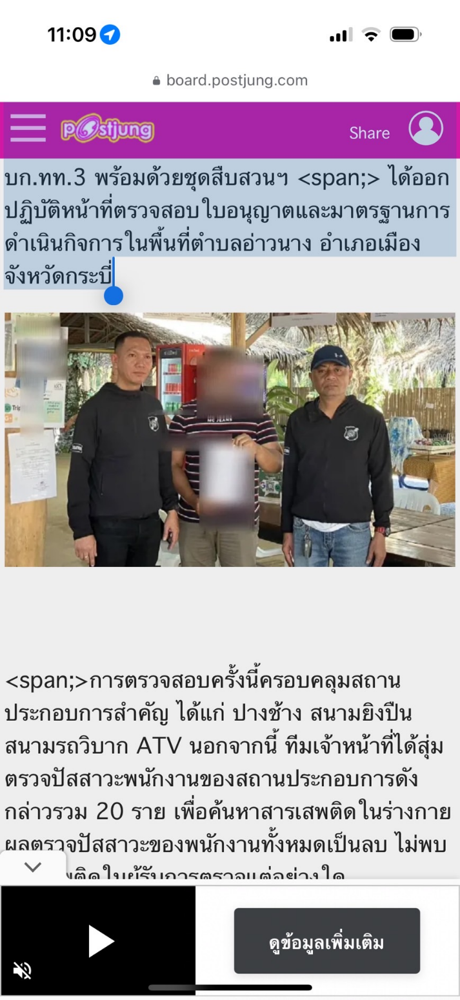 11:09
board.postjung.com
postjung
Share
บก.ทท.3 พร้อมด้วยชุดสืบสวนฯ <span;> ได้ออก
ปฏิบัติหน้าที่ตรวจสอบใบอนุญาตและมาตรฐานการ
ดำเนินกิจการในพื้นที่ตำบลอ่าวนาง อำเภอเมือง
จังหวัดกระบี่
MC JEANS
<span;>การตรวจสอบครั้งนี้ครอบคลุมสถาน
ประกอบการสำคัญ ได้แก่ ปางช้าง สนามยิงปืน
สนามรถวิบาก ATV นอกจากนี้ ทีมเจ้าหน้าที่ได้สุ่ม
ตรวจปัสสาวะพนักงานของสถานประกอบการดัง
กล่าวรวม 20 ราย เพื่อค้นหาสารเสพติดในร่างกาย
ผลตรวจปัสสาวะของพนักงานทั้งหมดเป็นลบ ไม่พบ
พติดในผู้รับการตรวจแต่อย่างใด
ดูข้อมูลเพิ่มเติม